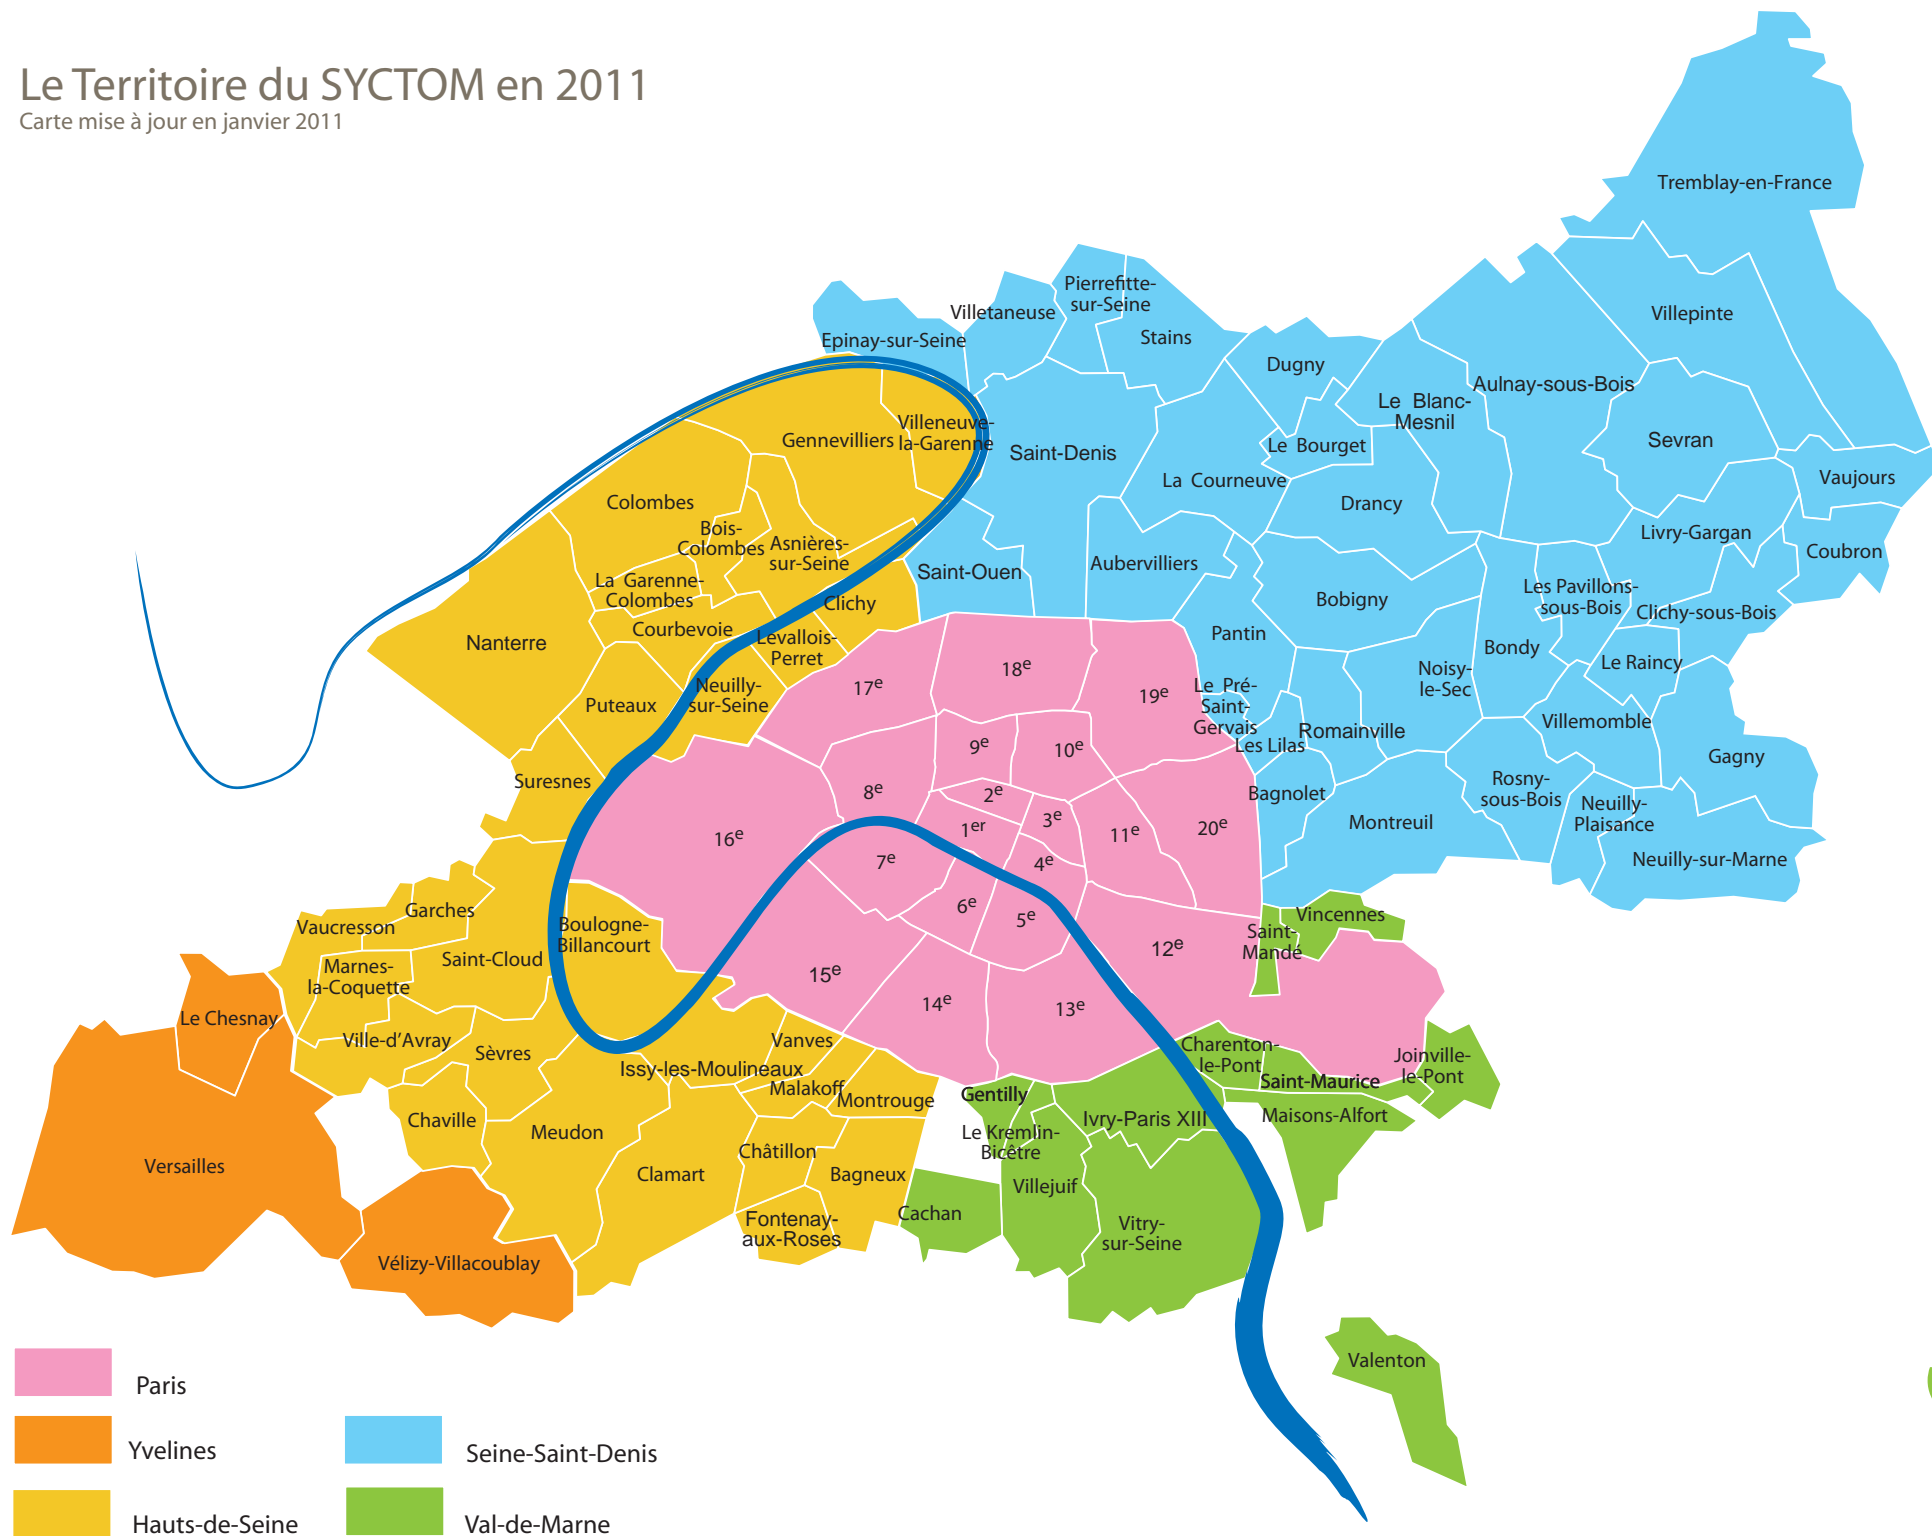 Le Territoire du SYCTOM en 2011
Carte mise à jour en janvier 2011
Tremblay-en-France
Pierrefitte-
sur-Seine
Villetaneuse
Villepinte
Epinay-sur-Seine
Stains
Dugny
Aulnay-sous-Bois
Le Blanc-
Mesnil
Villeneuve-
la-Garenne
Gennevilliers
Saint-Denis
Le Bourget
Sevran
La Courneuve
Vaujours
Colombes
Drancy
Bois-
Colombes
Asnières-
sur-Seine
Livry-Gargan
Coubron
Aubervilliers
Saint-Ouen
La Garenne-
Colombes
Clichy
Bobigny
Les Pavillons-
sous-Bois
Clichy-sous-Bois
Courbevoie
Nanterre
Levallois-
Perret
Pantin
Bondy
Le Raincy
17e
18e
19e
Noisy-
le-Sec
Puteaux
Neuilly-
sur-Seine
Le Pré-
Saint-
Gervais
Romainville
Villemomble
Les Lilas
9e
10e
Gagny
Suresnes
8e
2e
Bagnolet
Rosny-
sous-Bois
Neuilly-
Plaisance
16e
1er
3e
11e
20e
Montreuil
7e
4e
Neuilly-sur-Marne
Garches
Vaucresson
Boulogne-
Billancourt
6e
5e
Vincennes
Saint-
Mandé
12e
Saint-Cloud
Marnes-
la-Coquette
15e
14e
13e
Le Chesnay
Ville-d’Avray
Sèvres
Vanves
Issy-les-Moulineaux
Malakoff
Montrouge
Charenton-
le-Pont
Joinville-
le-Pont
Saint-Maurice
Gentilly
Maisons-Alfort
Chaville
Meudon
Ivry-Paris XIII
Le Kremlin-
Bicêtre
Châtillon
Versailles
Clamart
Bagneux
Villejuif
Cachan
Fontenay-
aux-Roses
Vitry-
sur-Seine
Vélizy-Villacoublay
Valenton
Paris
Yvelines
Seine-Saint-Denis
Hauts-de-Seine
Val-de-Marne